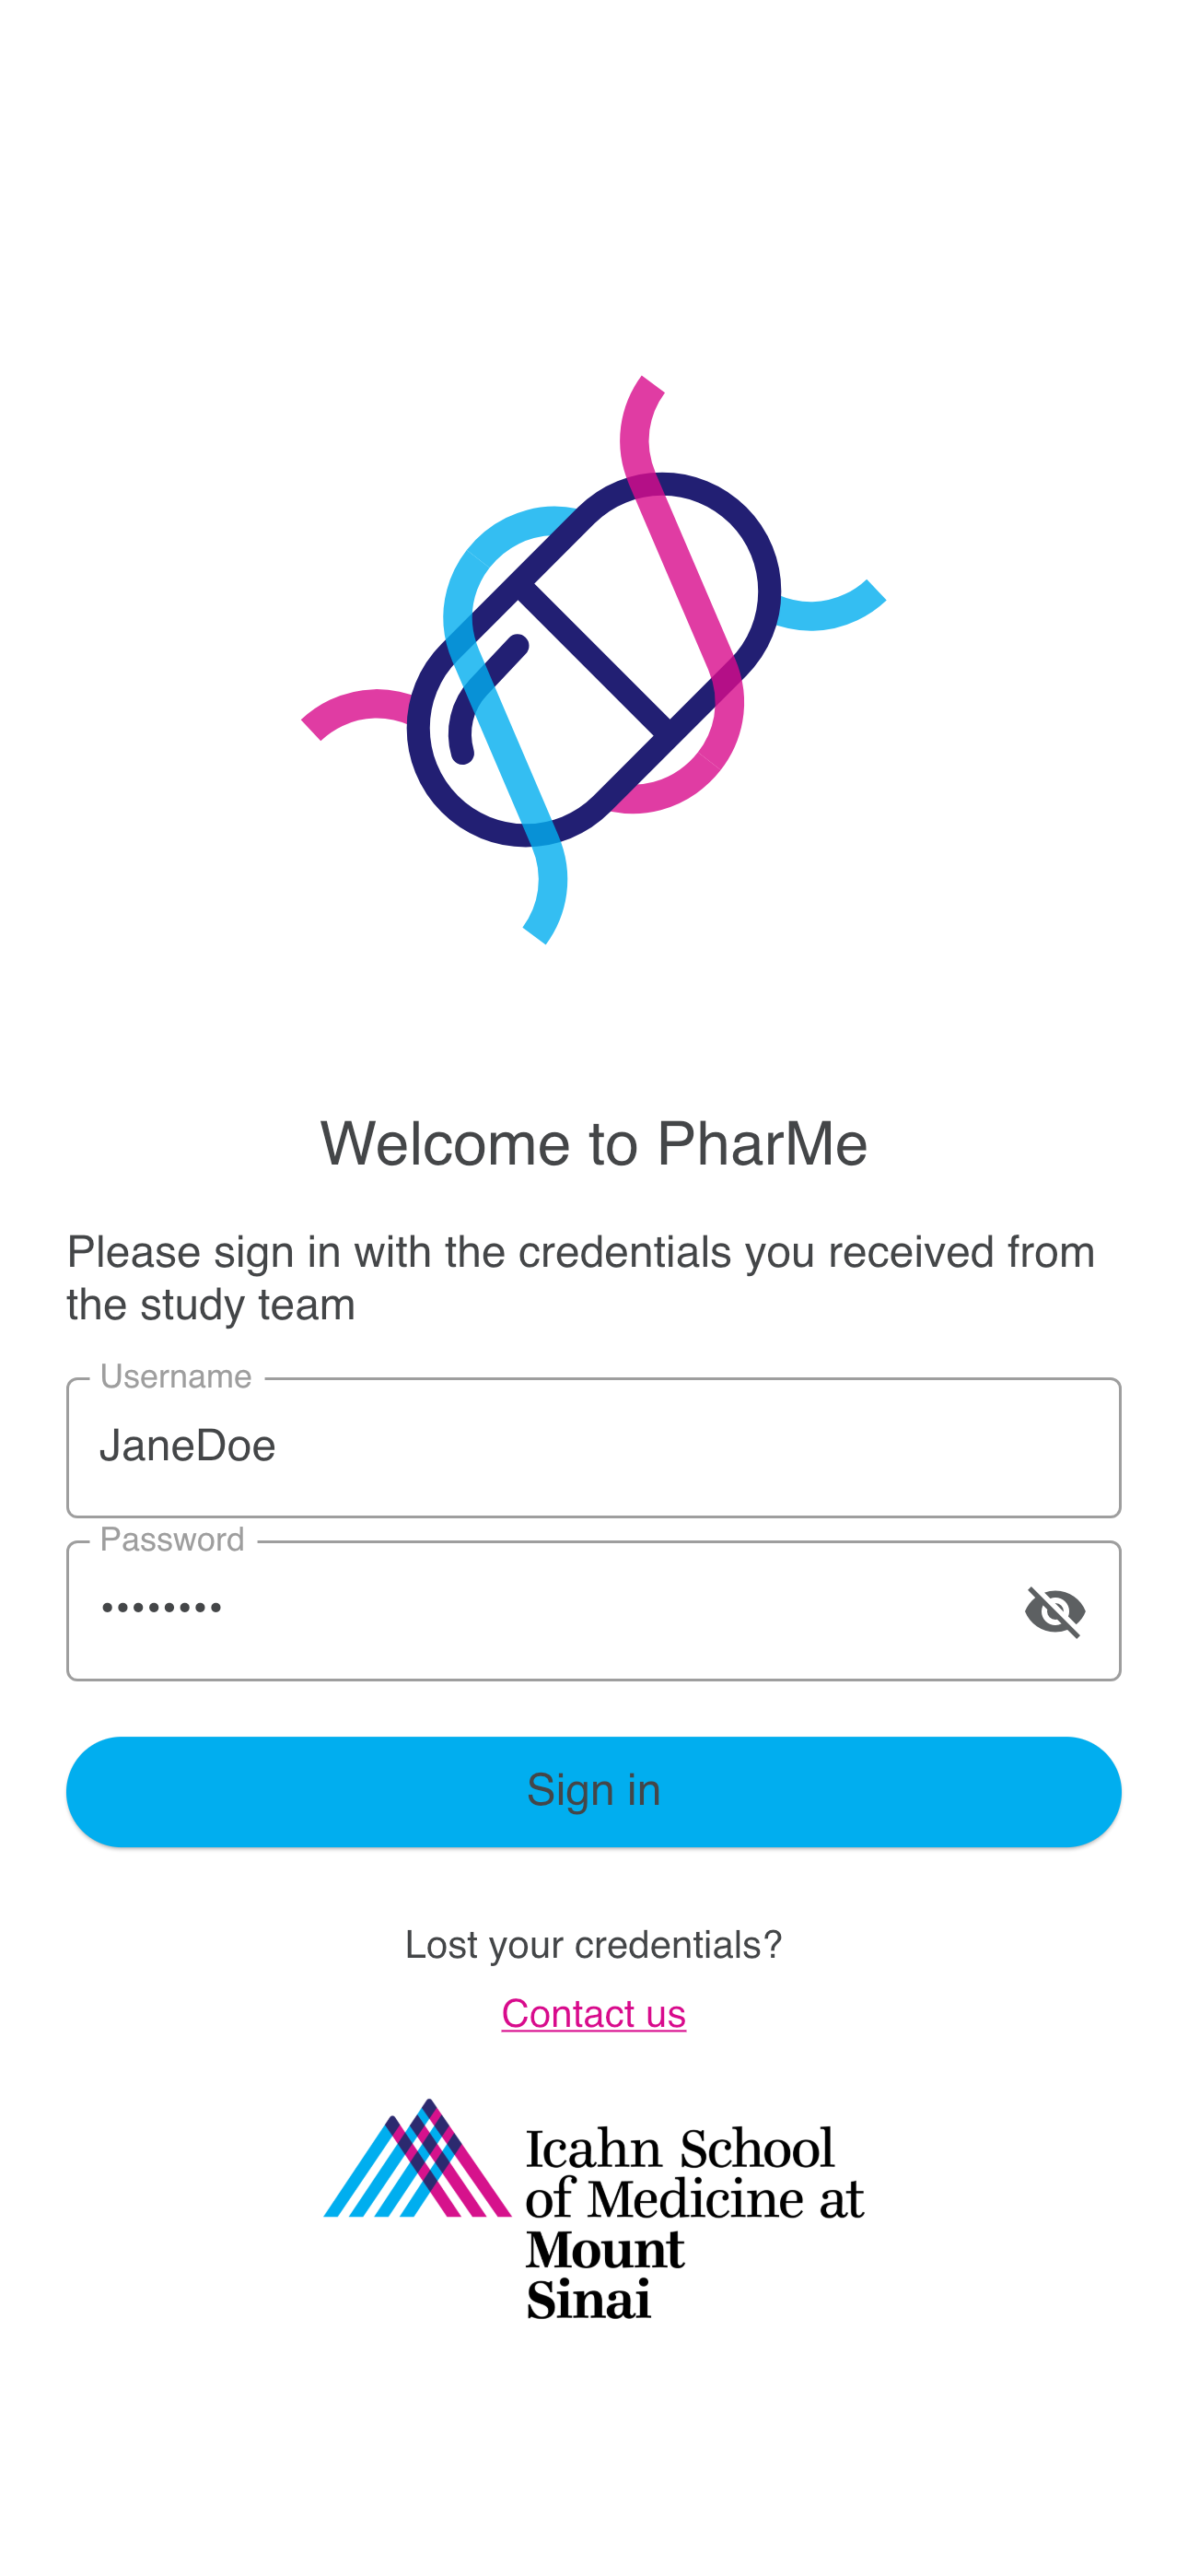 Welcome to PharMe
Please sign in with the credentials you received from
the study team
Username
JaneDoe
Password
••••••••
Sign in
Lost your credentials?
Contact us
Icahn School
of Medicine at
Mount
Sinai